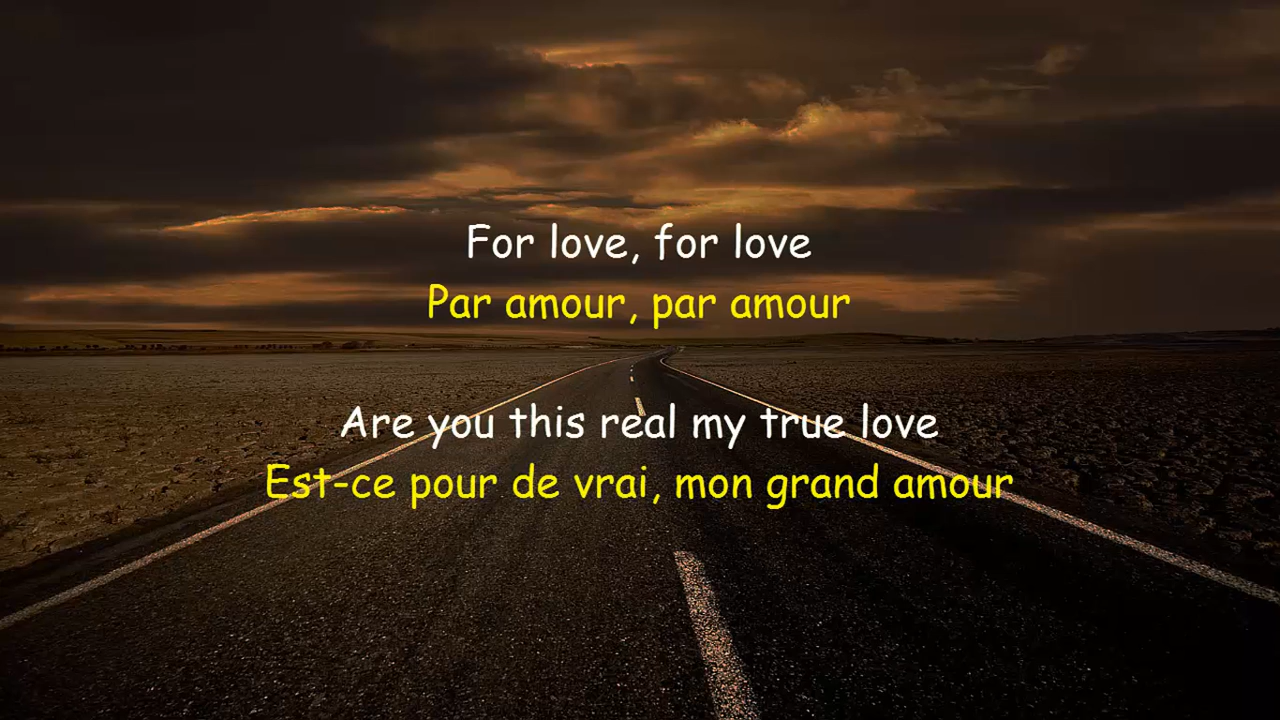 For love, for love
Par amour, par amour
Are you this real my true love
Est-ce pour de vrai, mon grand amour